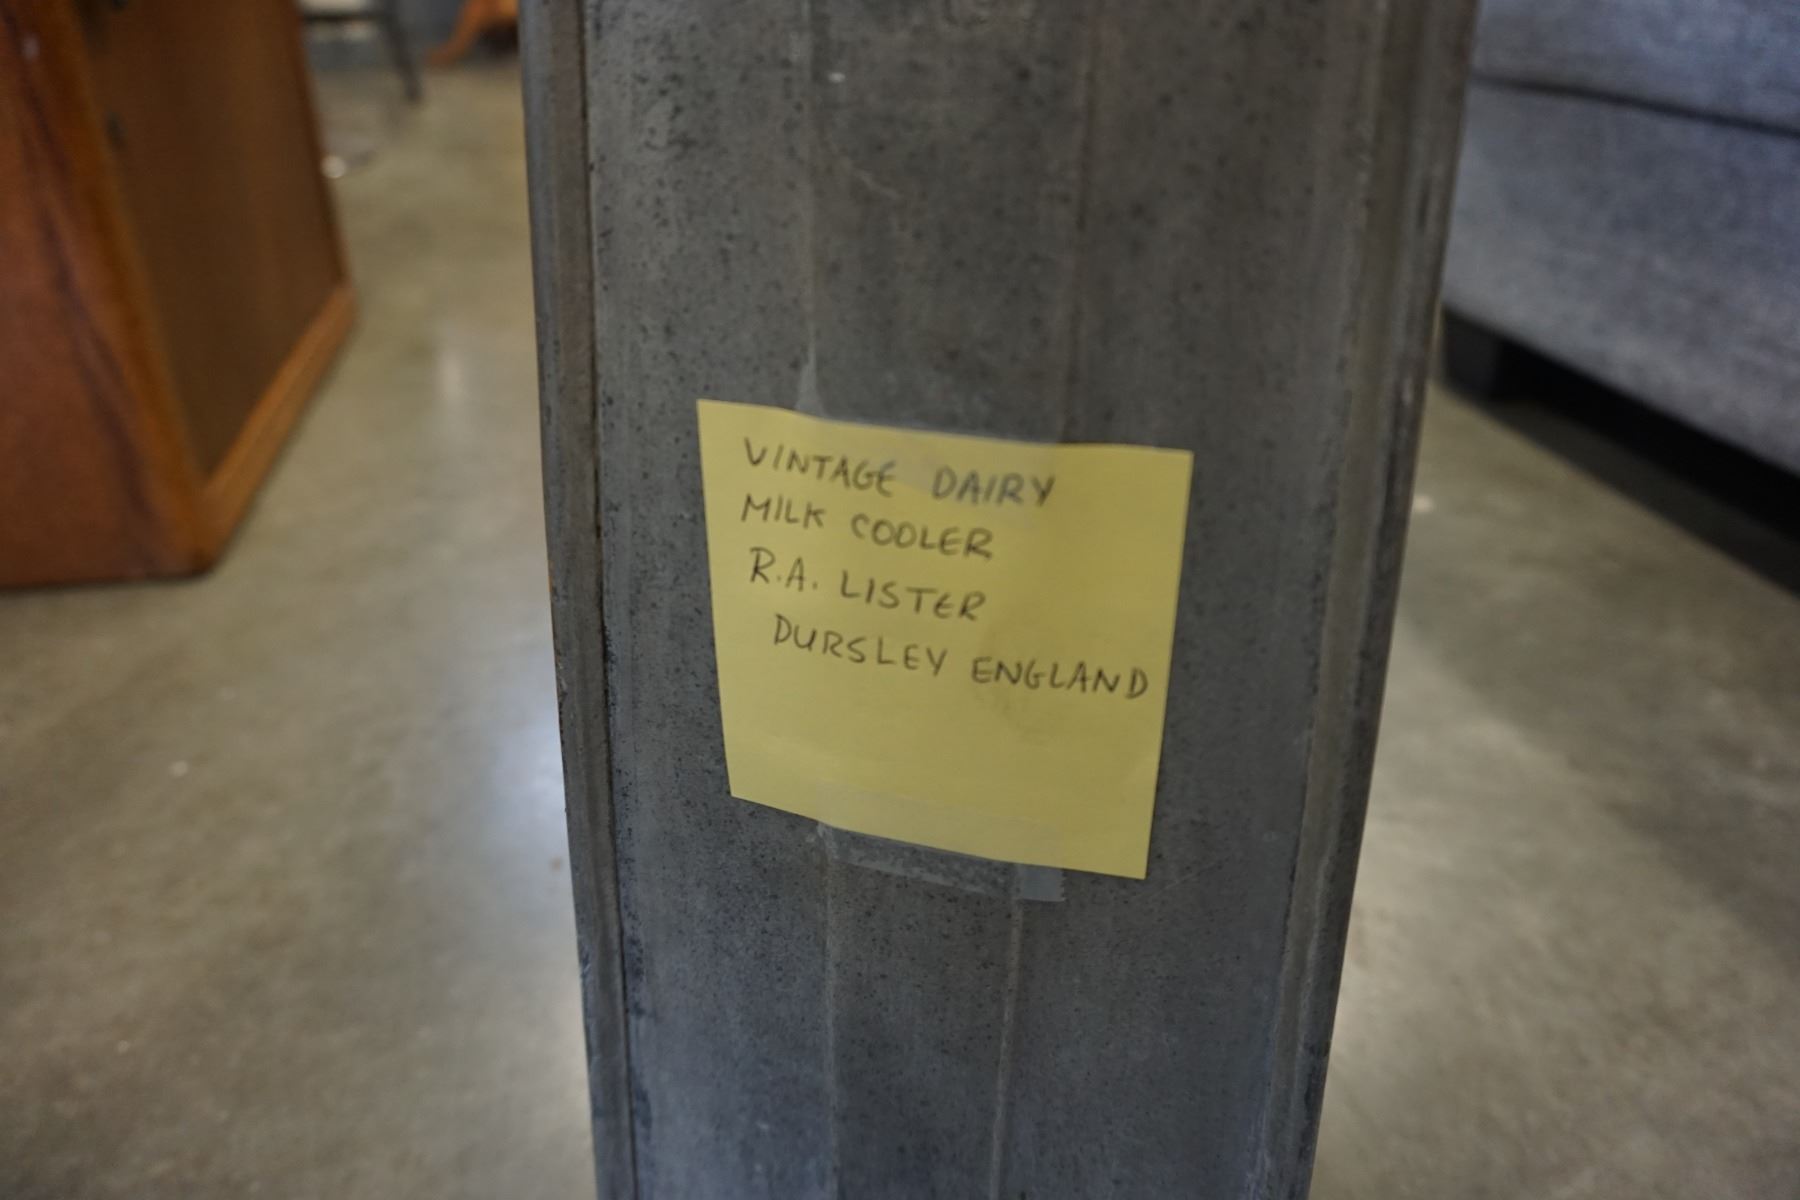 VINTAGE DAIRY
MILK COOLER
R.A. LISTER
DURSLEY ENGLAND